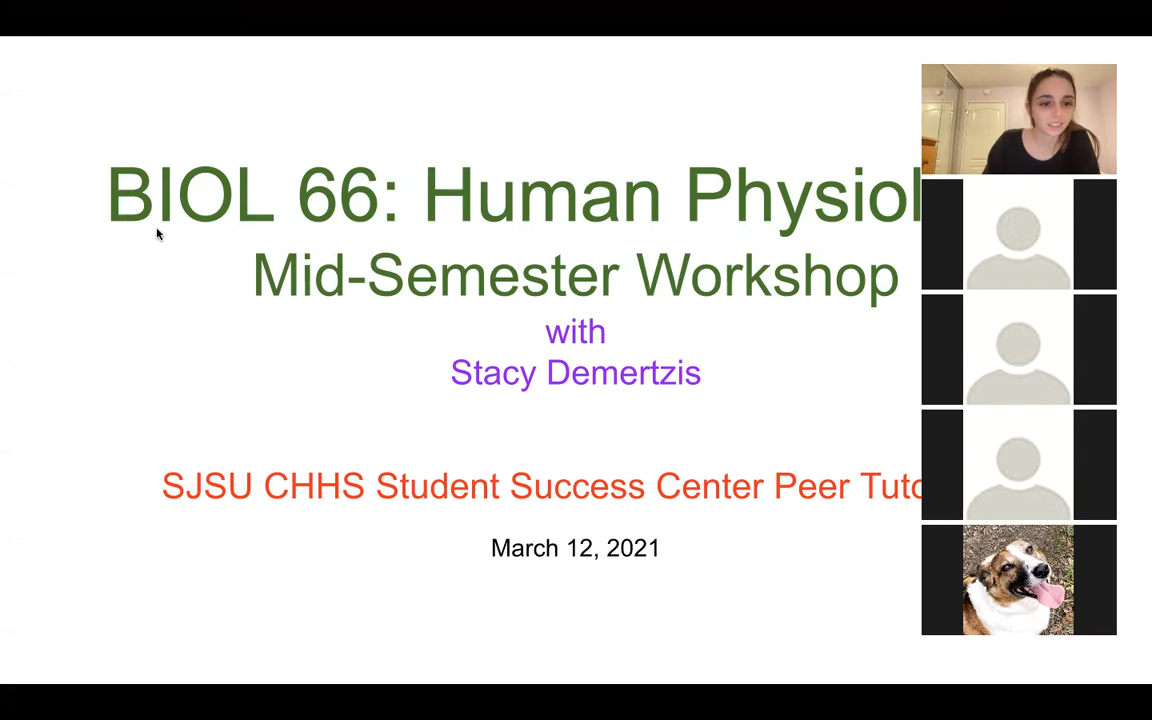 BIOL 66: Human Physiol
Mid-Semester Workshop
with
Stacy Demertzis
SJSU CHHS Student Success Center Peer Tuto
March 12, 2021